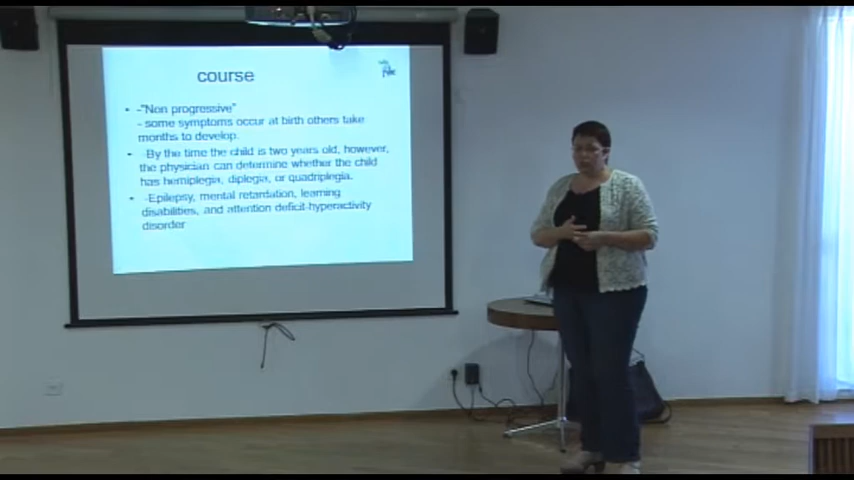 course
• -"Non progressive"
- some symptoms occur at birth others take
months to develop.
• -By the time the child is two years old, however,
the physician can determine whether the child
has hemiplegia, diplegia, or quadriplegia.
• -Epilepsy, mental retardation, learning
disabilities, and attention deficit-hyperactivity
disorder